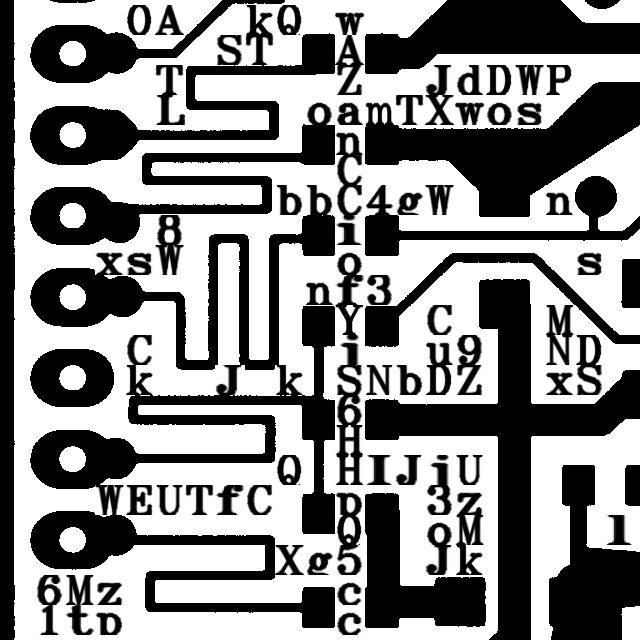 OA kQ w
ST A
T Z JdDWP
L oamTXwos
n
C
bbC4gW n
8 i
xsW o s
nf3
Y C M
C i u9 ND
k J k SNbDZ xS
6
H
Q HIJiU
WEUTfC p 3z
Q oM l
Xg5 Jk
6Mz c
1tp c